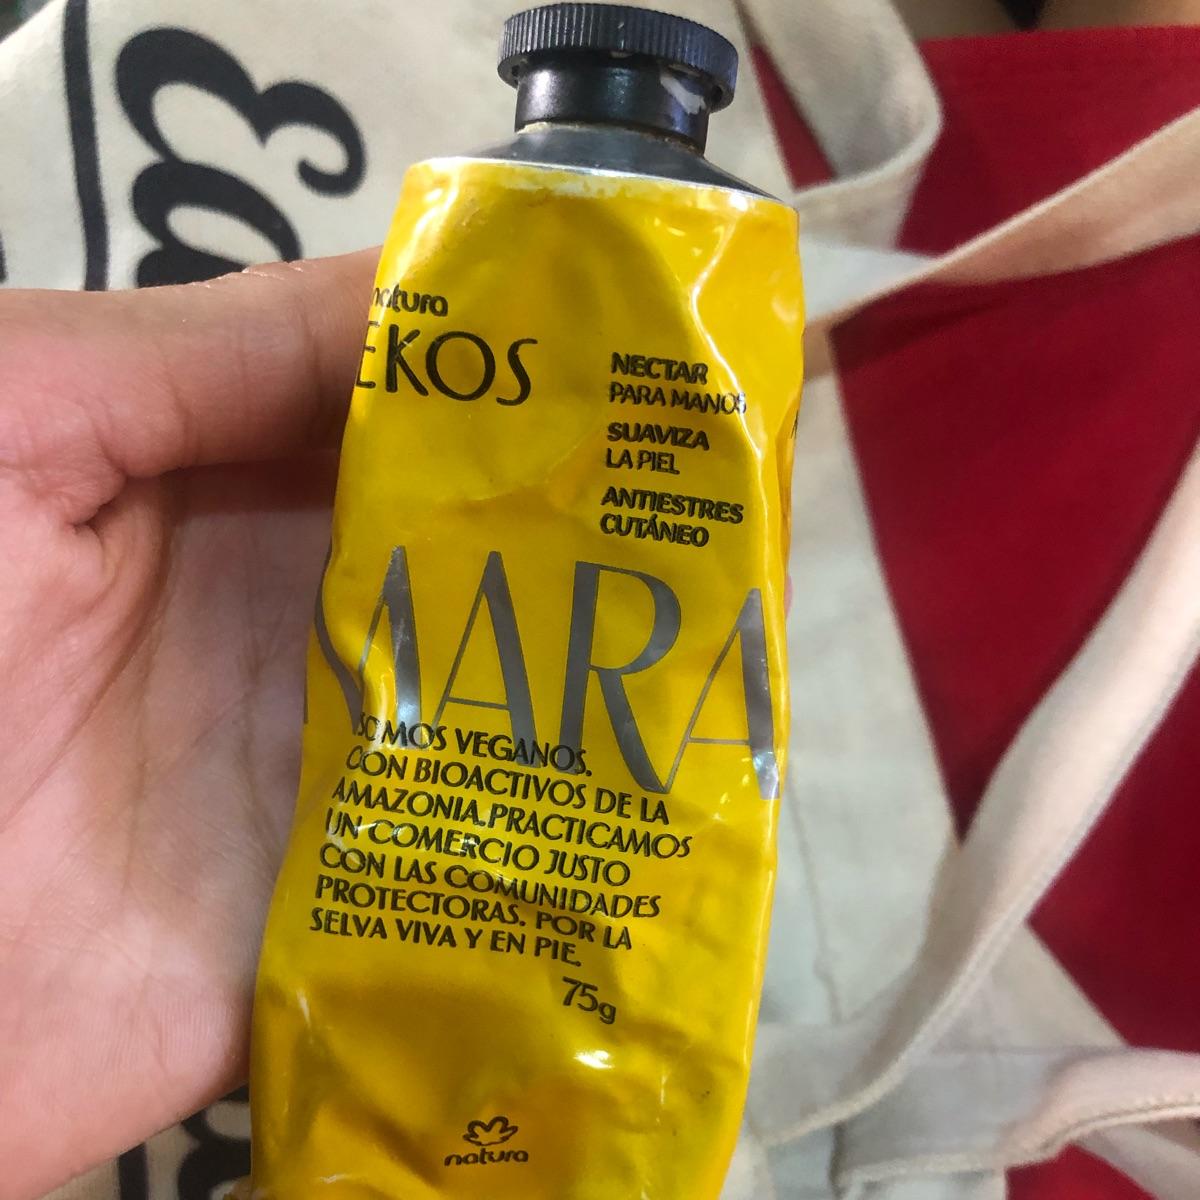 natura
EKOS
NECTAR
PARA MANOS
SUAVIZA
LA PIEL
ANTIESTRES
CUTÁNEO
MARA
SOMOS VEGANOS.
CON BIOACTIVOS DE LA
AMAZONIA. PRACTICAMOS
UN COMERCIO JUSTO
CON LAS COMUNIDADES
PROTECTORAS. POR LA
SELVA VIVA Y EN PIE.
75g
natura